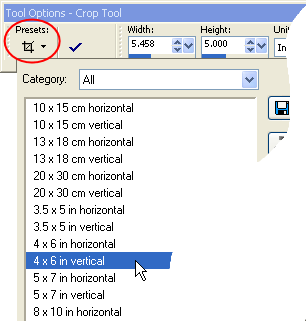 Tool Options - Crop Tool
Presets: Width: Height: Unit
5.458 5.000 In
Category: All
10 x 15 cm horizontal
10 x 15 cm vertical
13 x 18 cm horizontal
13 x 18 cm vertical
20 x 30 cm horizontal
20 x 30 cm vertical
3.5 x 5 in horizontal
3.5 x 5 in vertical
4 x 6 in horizontal
4 x 6 in vertical
5 x 7 in horizontal
5 x 7 in vertical
8 x 10 in horizontal